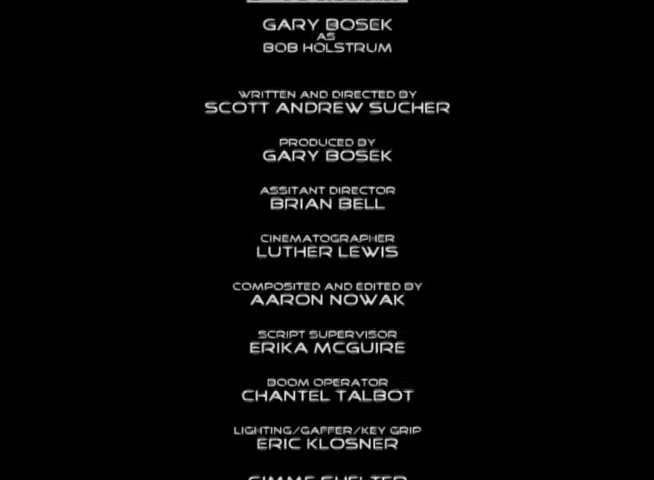 GARY BOSEK
AS
BOB HOLSTRUM
WRITTEN AND DIRECTED BY
SCOTT ANDREW SUCHER
PRODUCED BY
GARY BOSEK
ASSITANT DIRECTOR
BRIAN BELL
CINEMATOGRAPHER
LUTHER LEWIS
COMPOSITED AND EDITED BY
AARON NOWAK
SCRIPT SUPERVISOR
ERIKA MCGUIRE
BOOM OPERATOR
CHANTEL TALBOT
LIGHTING/GAFFER/KEY GRIP
ERIC KLOSNER
GIMME SHELTER